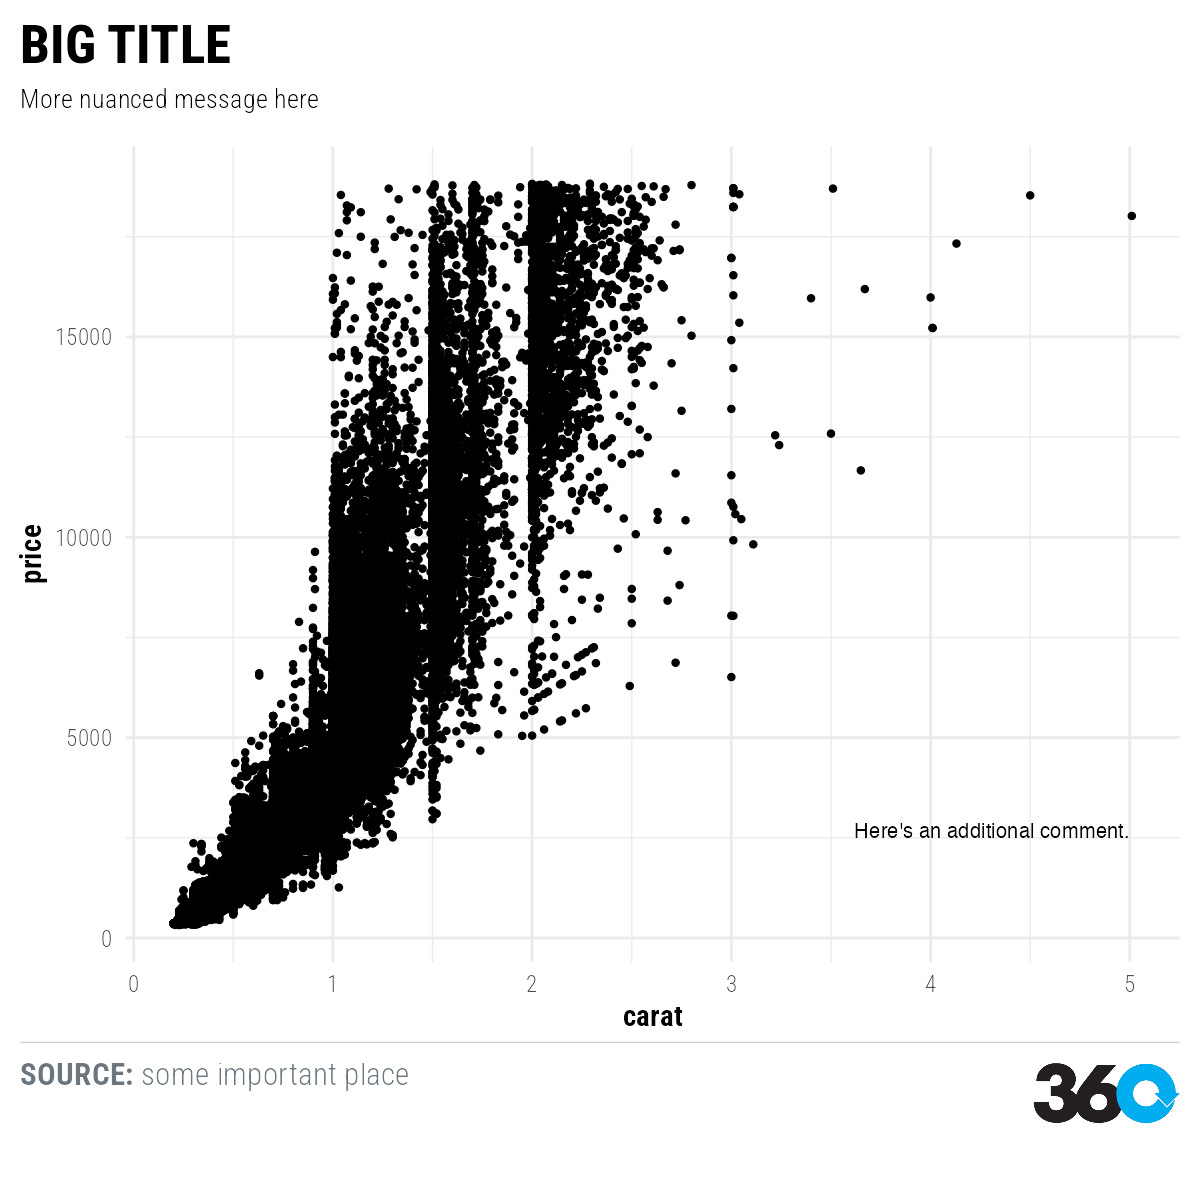 BIG TITLE
More nuanced message here
price
15000
10000
5000
0
Here's an additional comment.
0 1 2 3 4 5
carat
SOURCE: some important place
360